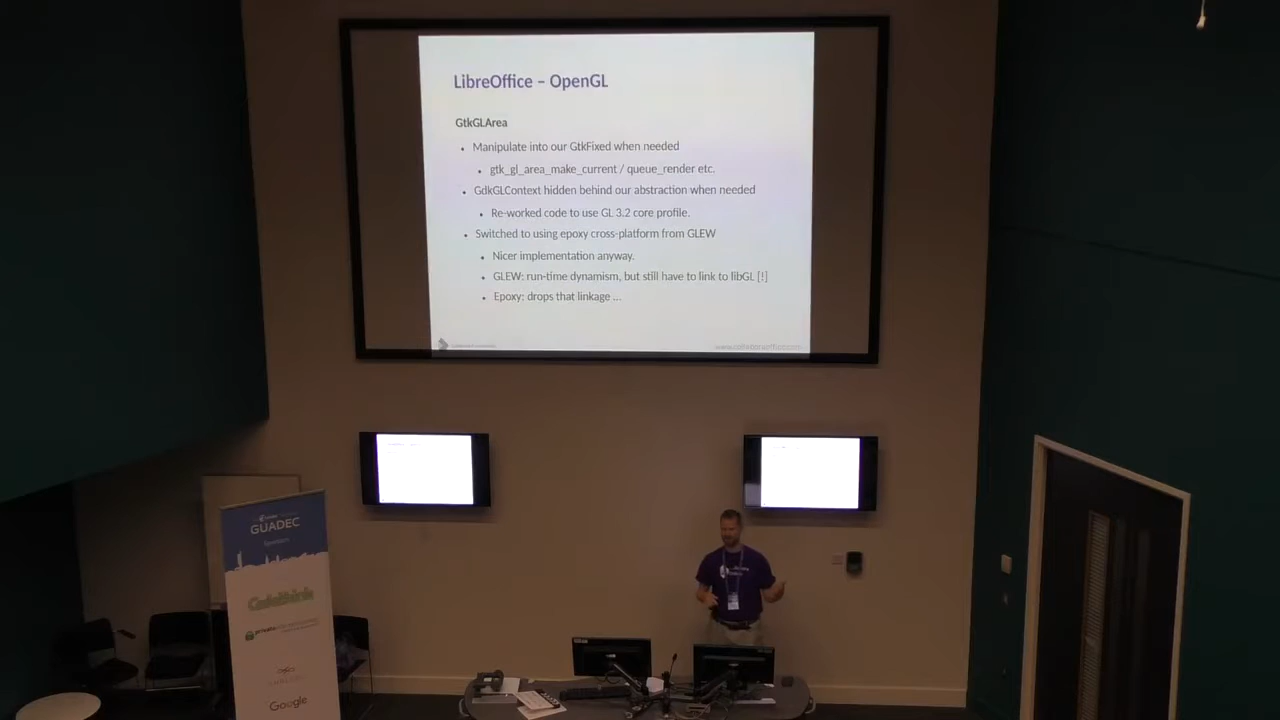 LibreOffice – OpenGL
GtkGLArea
• Manipulate into our GtkFixed when needed
• gtk_gl_area_make_current / queue_render etc.
• GdkGLContext hidden behind our abstraction when needed
• Re-worked code to use GL 3.2 core profile.
• Switched to using epoxy cross-platform from GLEW
• Nicer implementation anyway.
• GLEW: run-time dynamism, but still have to link to libGL [!]
• Epoxy: drops that linkage ...
GUADEC
Codethink
Google